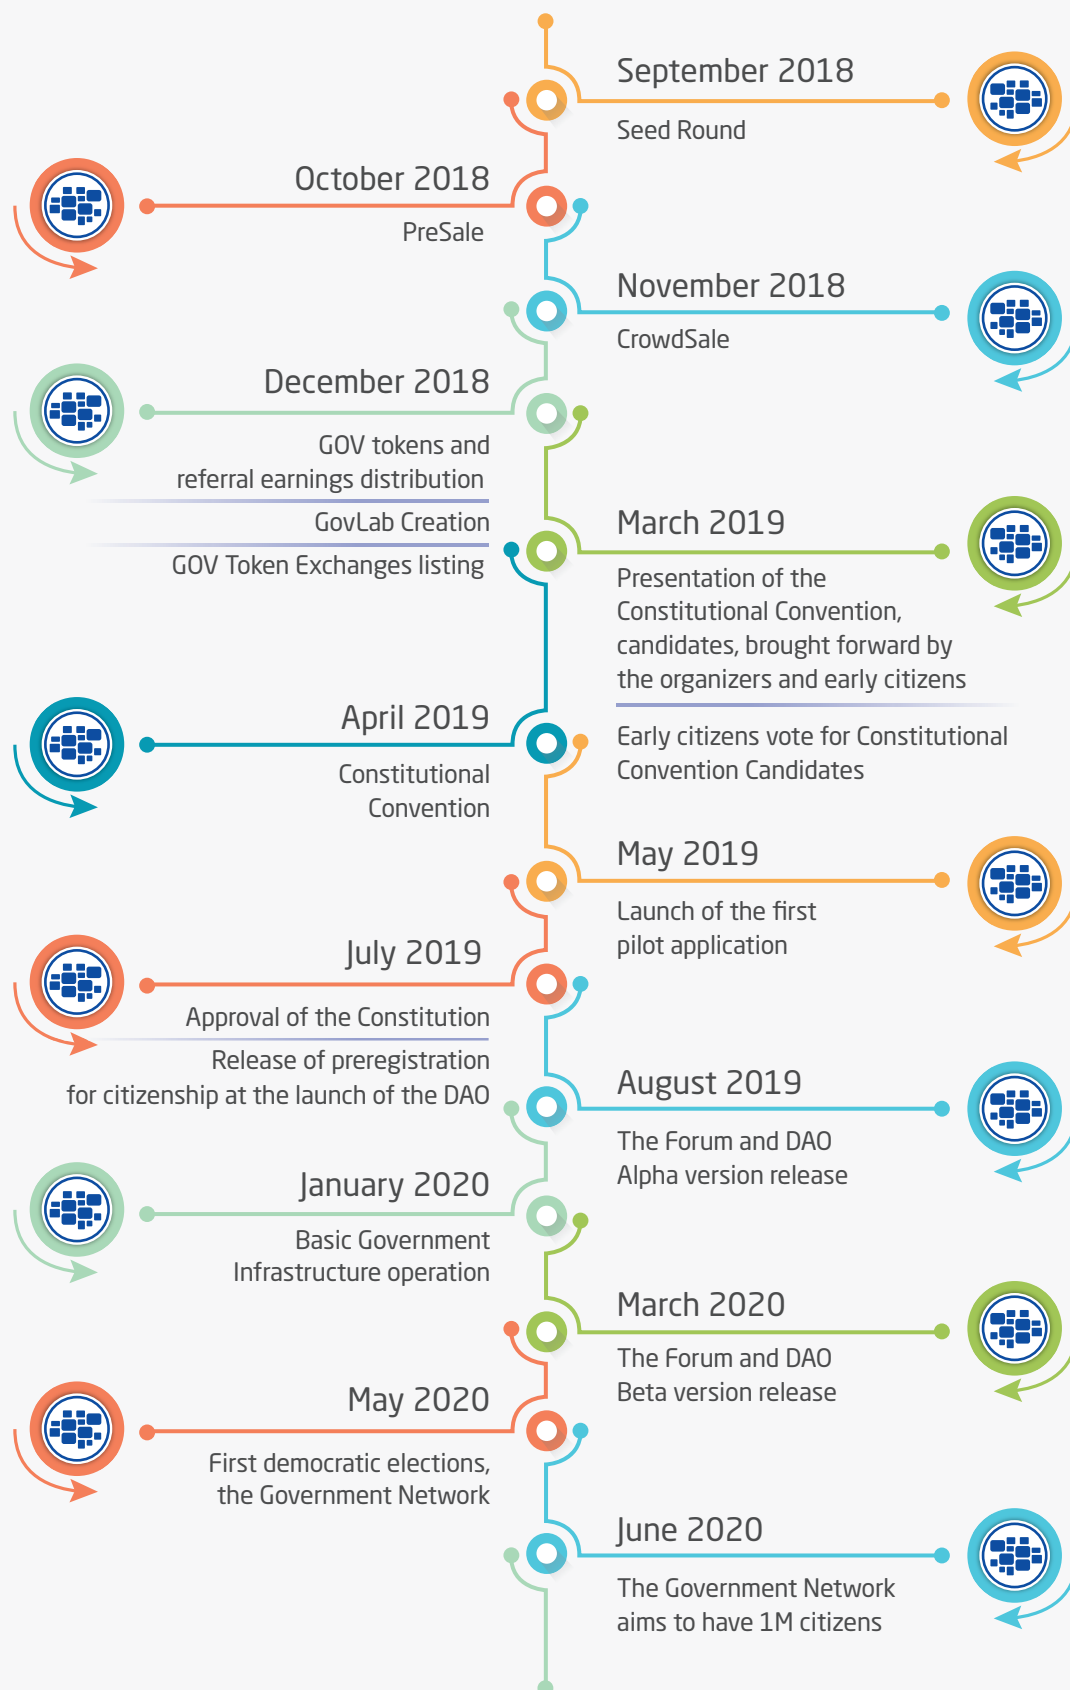 September 2018
Seed Round
October 2018
PreSale
November 2018
CrowdSale
December 2018
GOV tokens and
referral earnings distribution
GovLab Creation
GOV Token Exchanges listing
March 2019
Presentation of the
Constitutional Convention,
candidates, brought forward by
the organizers and early citizens
Early citizens vote for Constitutional
Convention Candidates
April 2019
Constitutional
Convention
May 2019
Launch of the first
pilot application
July 2019
Approval of the Constitution
Release of preregistration
for citizenship at the launch of the DAO
August 2019
The Forum and DAO
Alpha version release
January 2020
Basic Government
Infrastructure operation
March 2020
The Forum and DAO
Beta version release
May 2020
First democratic elections,
the Government Network
June 2020
The Government Network
aims to have 1M citizens